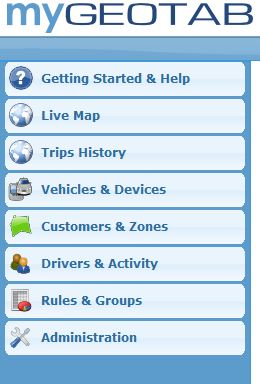 myGEOTAB
Getting Started & Help
Live Map
Trips History
Vehicles & Devices
Customers & Zones
Drivers & Activity
Rules & Groups
Administration